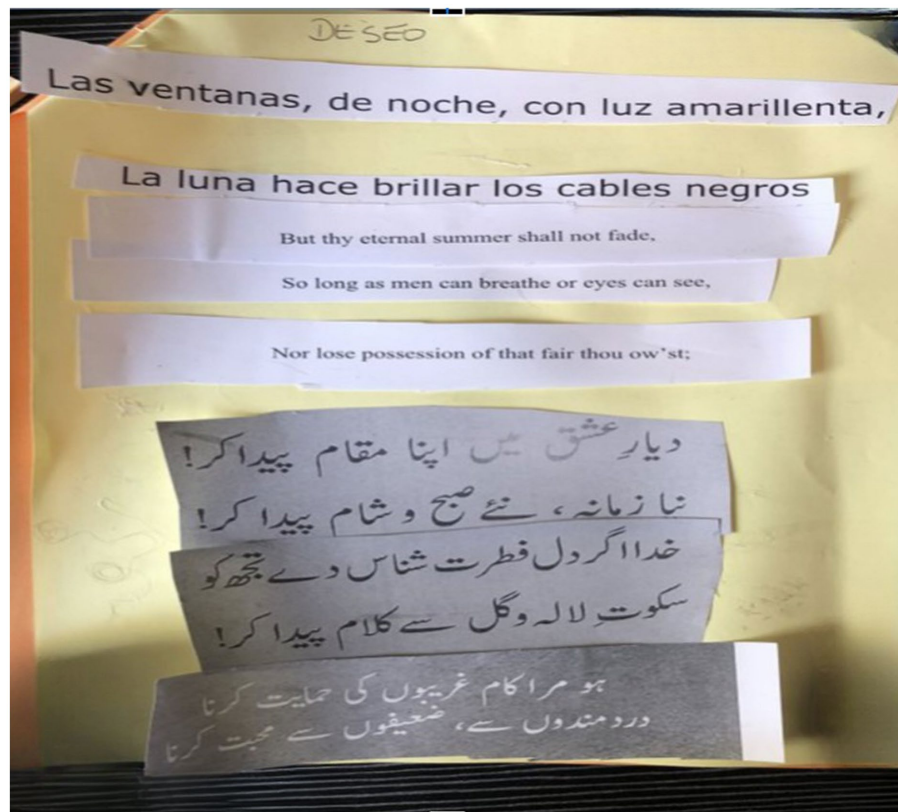 DESEO
Las ventanas, de noche, con luz amarillenta,
La luna hace brillar los cables negros
But thy eternal summer shall not fade,
So long as men can breathe or eyes can see,
Nor lose possession of that fair thou ow’st;
دیارِ عشق میں اپنا مقام پیدا کر!
نیا زمانہ، نئے صبح و شام پیدا کر!
خدا اگر دل فطرت شناس دے تجھ کو
سکوتِ لالہ و گل سے کلام پیدا کر!
ہو مرا کام غریبوں کی حمایت کرنا
دردمندوں سے، ضعیفوں سے محبت کرنا